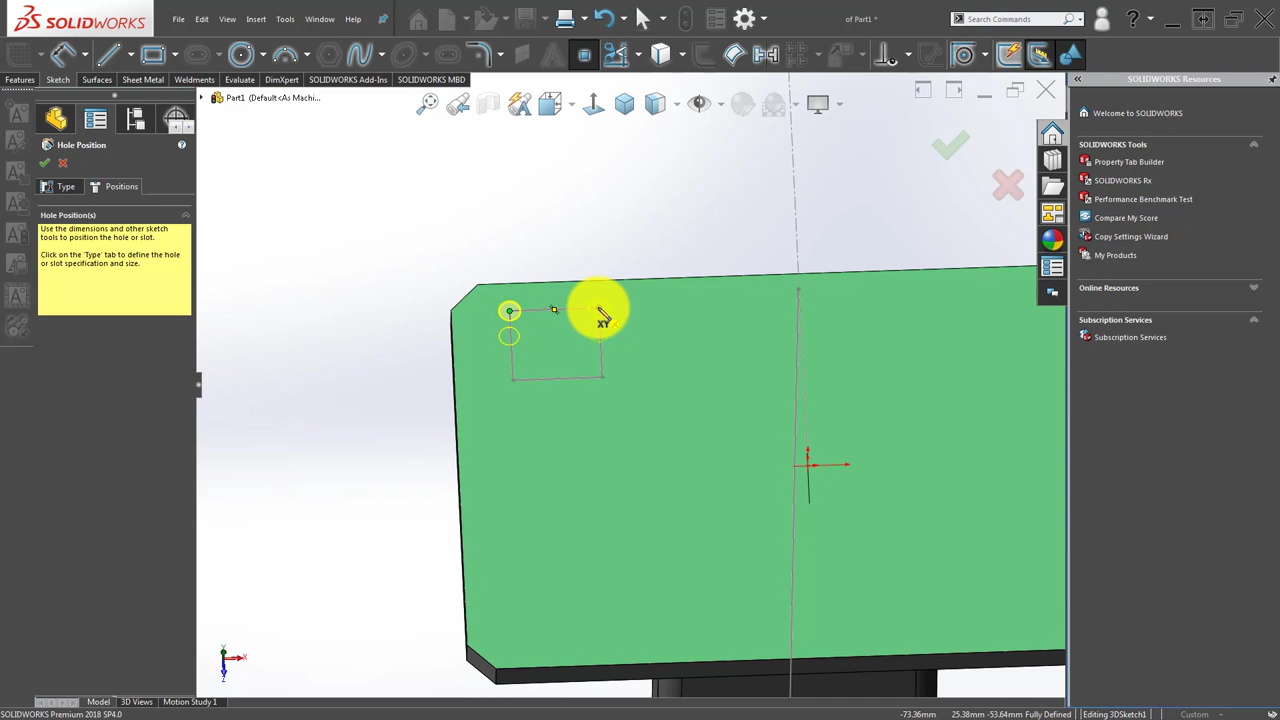 SOLIDWORKS
File Edit View Insert Tools Window Help
of Part1 *
Search Commands
Features Sketch Surfaces Sheet Metal Weldments Evaluate DimXpert SOLIDWORKS Add-Ins SOLIDWORKS MBD
SOLIDWORKS Resources
Part1 (Default<As Machi...
Hole Position
Type Positions
Hole Position(s)
Use the dimensions and other sketch
tools to position the hole or slot.
Click on the 'Type' tab to define the hole
or slot specification and size.
XY
Welcome to SOLIDWORKS
SOLIDWORKS Tools
Property Tab Builder
SOLIDWORKS Rx
Performance Benchmark Test
Compare My Score
Copy Settings Wizard
My Products
Online Resources
Subscription Services
Subscription Services
Y
X
Z
Model 3D Views Motion Study 1
SOLIDWORKS Premium 2018 SP4.0
-73.36mm 25.38mm -53.64mm Fully Defined Editing 3DSketch1 Custom